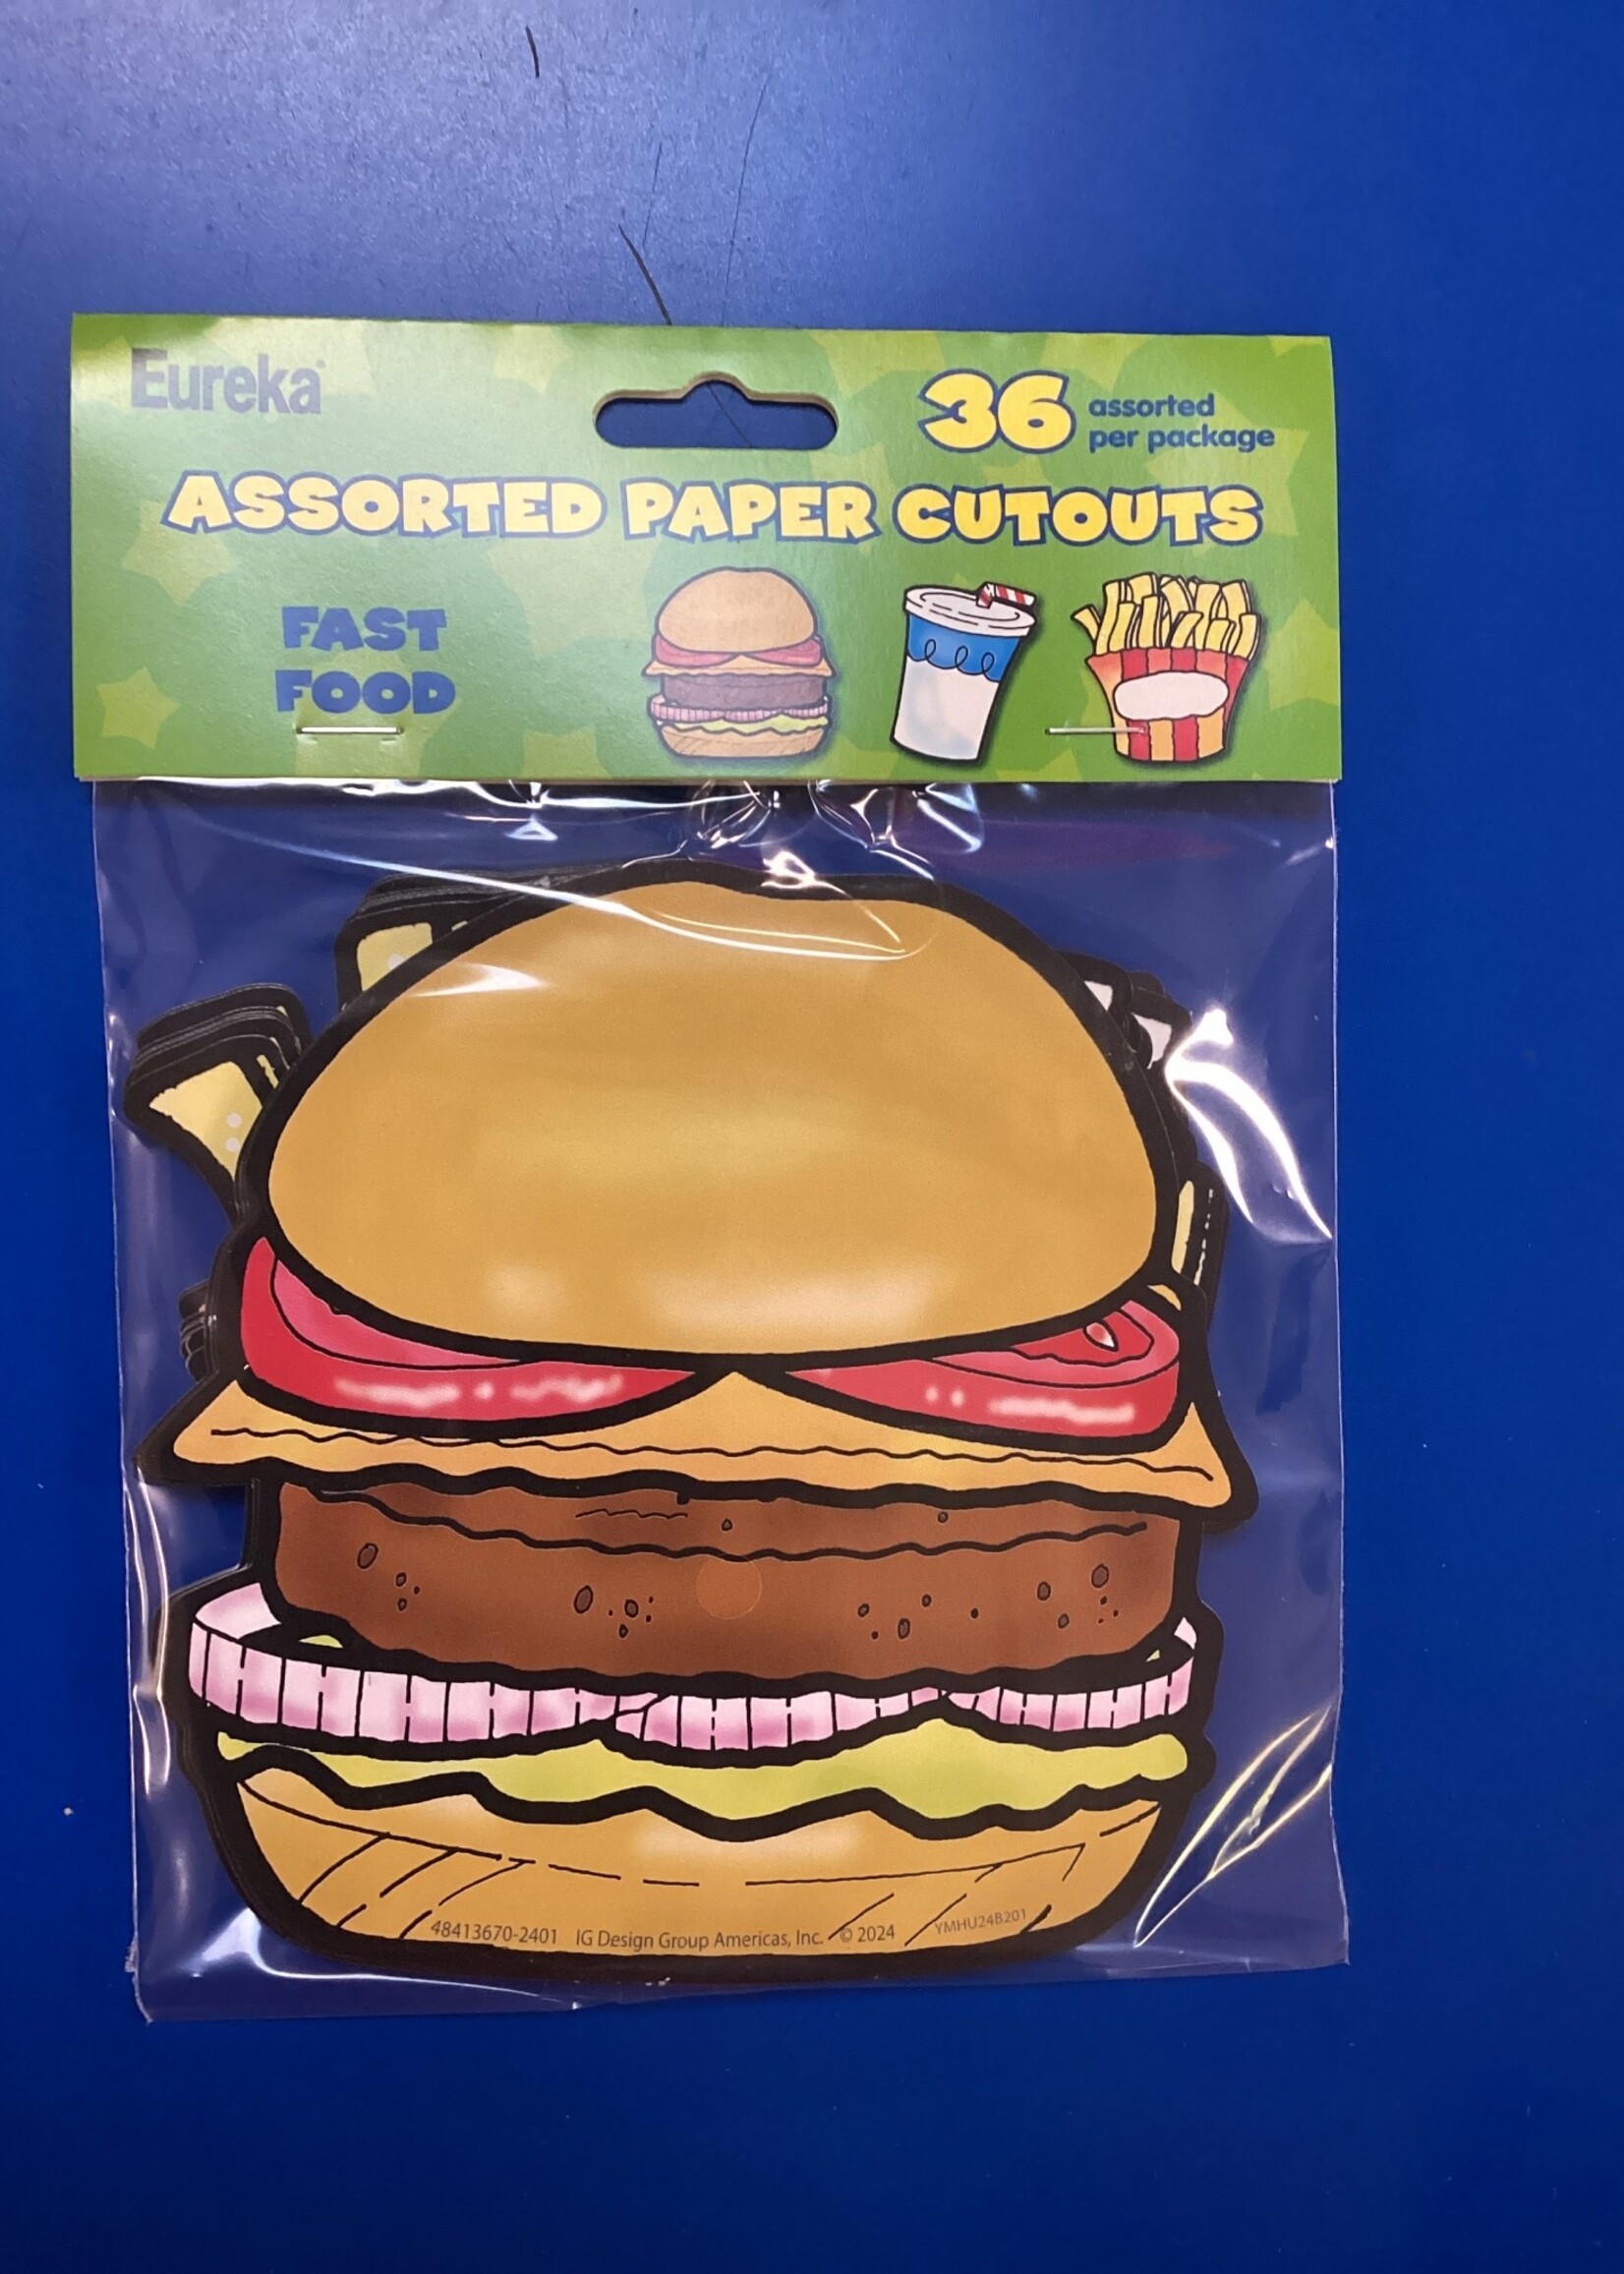 Eureka®
36 assorted
per package
ASSORTED PAPER CUTOUTS
FAST
FOOD
48413670-2401 IG Design Group Americas, Inc. © 2024 YMHU24B201